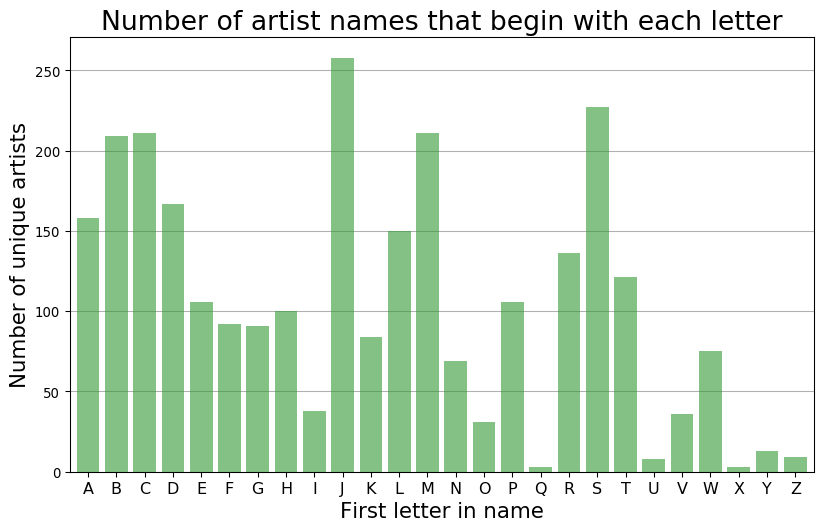 Number of artist names that begin with each letter
Number of unique artists
250
200
150
100
50
0
A B C D E F G H I J K L M N O P Q R S T U V W X Y Z
First letter in name